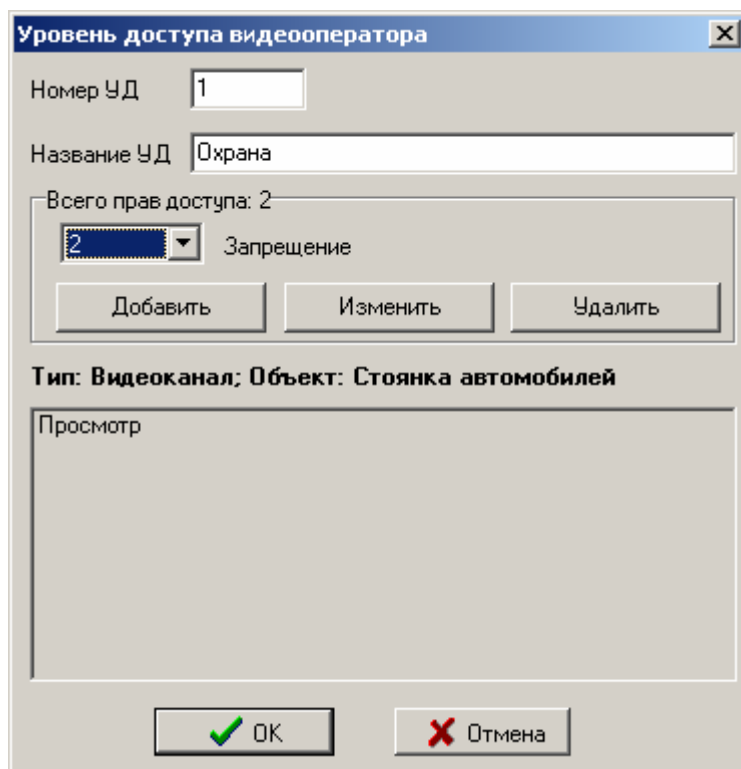 Уровень доступа видеооператора
Номер УД 1
Название УД Охрана
Всего прав доступа: 2
2 Запрещение
Добавить Изменить Удалить
Тип: Видеоканал; Объект: Стоянка автомобилей
Просмотр
OK Отмена